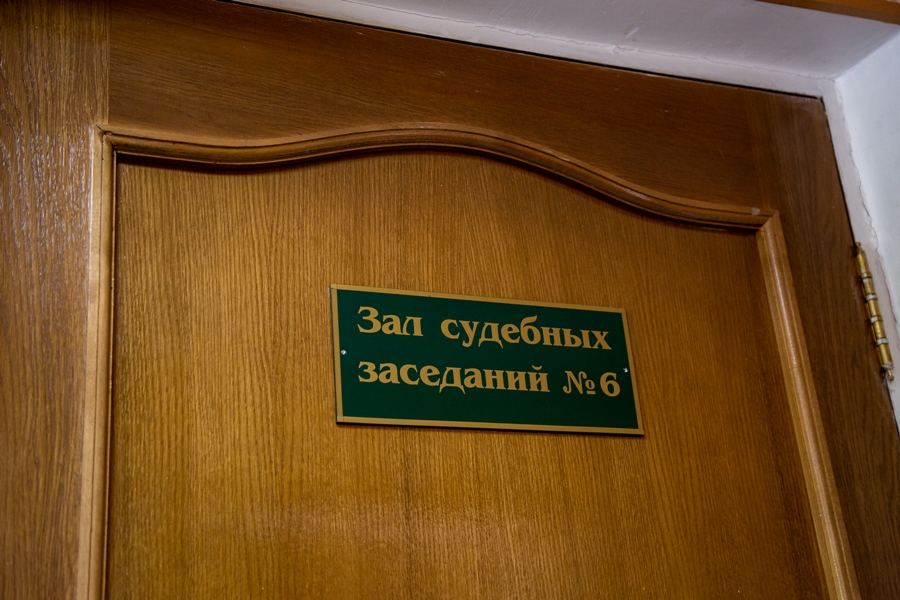 Зал судебных
заседаний №6